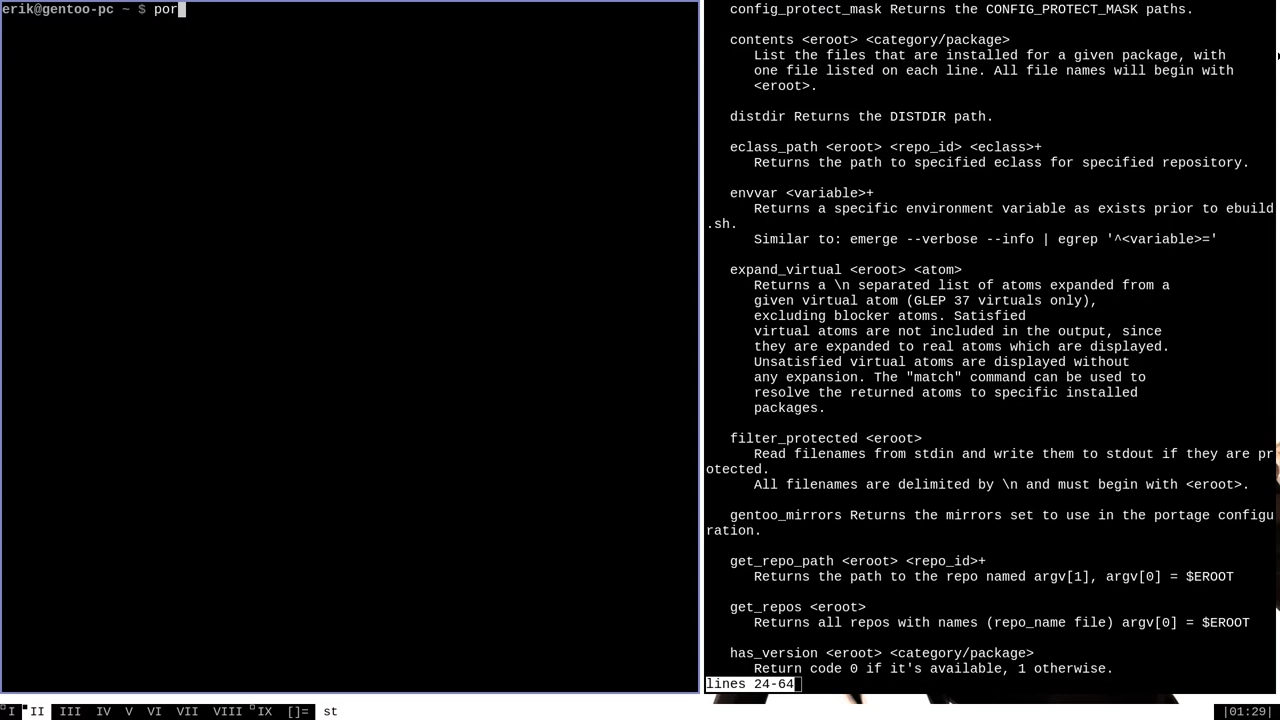 erik@gentoo-pc ~ $ por
config_protect_mask Returns the CONFIG_PROTECT_MASK paths.
contents <eroot> <category/package>
List the files that are installed for a given package, with
one file listed on each line. All file names will begin with
<eroot>.
distdir Returns the DISTDIR path.
eclass_path <eroot> <repo_id> <eclass>+
Returns the path to specified eclass for specified repository.
envvar <variable>+
Returns a specific environment variable as exists prior to ebuild
.sh.
Similar to: emerge --verbose --info | egrep '^<variable>='
expand_virtual <eroot> <atom>
Returns a \n separated list of atoms expanded from a
given virtual atom (GLEP 37 virtuals only),
excluding blocker atoms. Satisfied
virtual atoms are not included in the output, since
they are expanded to real atoms which are displayed.
Unsatisfied virtual atoms are displayed without
any expansion. The "match" command can be used to
resolve the returned atoms to specific installed
packages.
filter_protected <eroot>
Read filenames from stdin and write them to stdout if they are pr
otected.
All filenames are delimited by \n and must begin with <eroot>.
gentoo_mirrors Returns the mirrors set to use in the portage configu
ration.
get_repo_path <eroot> <repo_id>+
Returns the path to the repo named argv[1], argv[0] = $EROOT
get_repos <eroot>
Returns all repos with names (repo_name file) argv[0] = $EROOT
has_version <eroot> <category/package>
Return code 0 if it's available, 1 otherwise.
lines 24-64
I II III IV V VI VII VIII IX []= st |01:29|